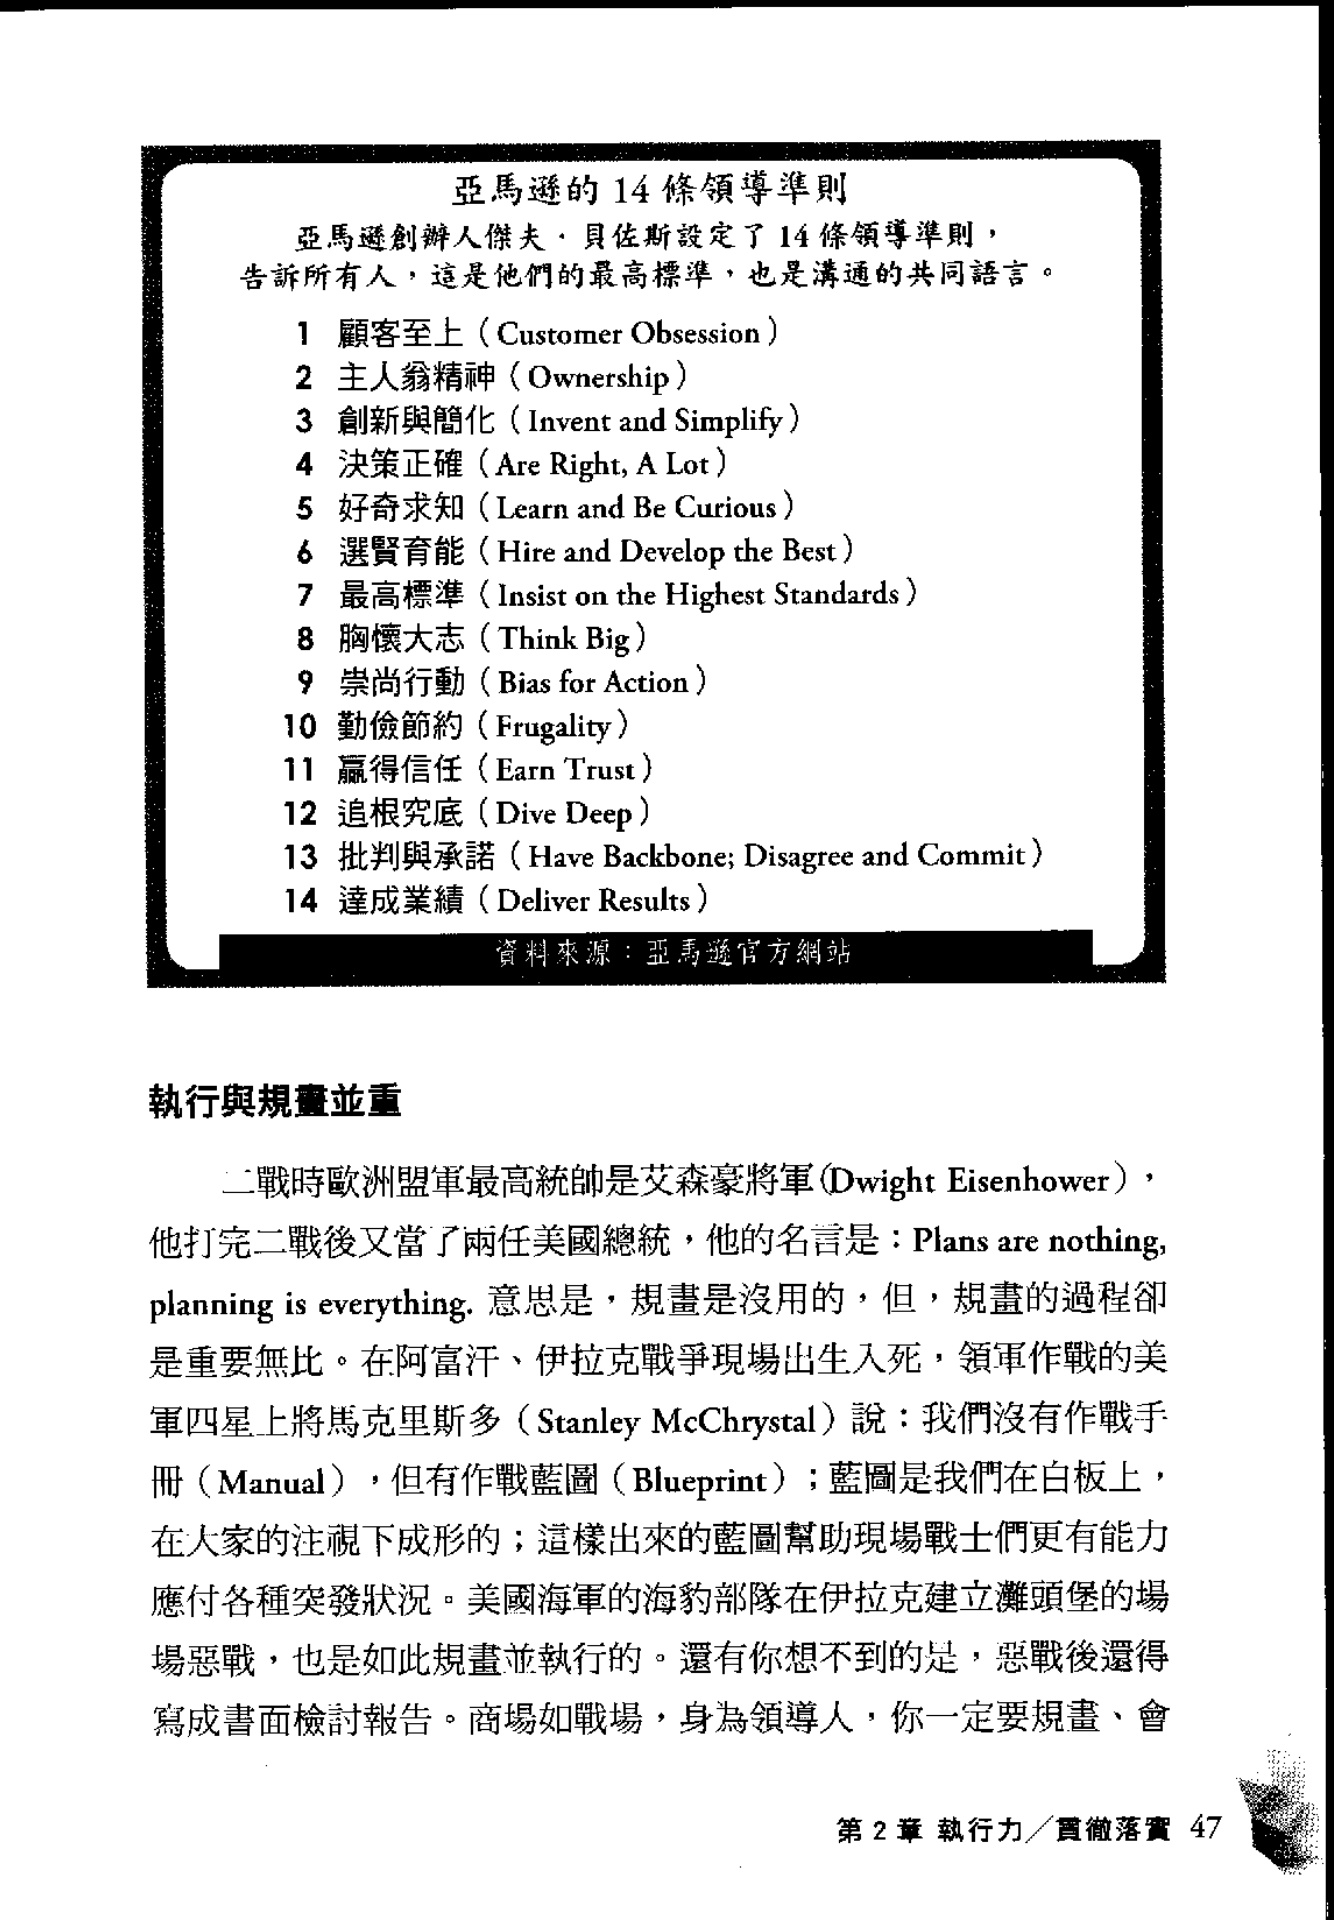 亞馬遜的 14 條領導準則
亞馬遜創辦人傑夫·貝佐斯設定了 14 條領導準則，
告訴所有人，這是他們的最高標準，也是溝通的共同語言。
1 顧客至上（Customer Obsession）
2 主人翁精神（Ownership）
3 創新與簡化（Invent and Simplify）
4 決策正確（Are Right, A Lot）
5 好奇求知（Learn and Be Curious）
6 選賢育能（Hire and Develop the Best）
7 最高標準（Insist on the Highest Standards）
8 胸懷大志（Think Big）
9 崇尚行動（Bias for Action）
10 勤儉節約（Frugality）
11 贏得信任（Earn Trust）
12 追根究底（Dive Deep）
13 批判與承諾（Have Backbone; Disagree and Commit）
14 達成業績（Deliver Results）
資料來源：亞馬遜官方網站
執行與規畫並重
二戰時歐洲盟軍最高統帥是艾森豪將軍(Dwight Eisenhower)，
他打完二戰後又當了兩任美國總統，他的名言是：Plans are nothing,
planning is everything. 意思是，規畫是沒用的，但，規畫的過程卻
是重要無比。在阿富汗、伊拉克戰爭現場出生入死，領軍作戰的美
軍四星上將馬克里斯多（Stanley McChrystal）說：我們沒有作戰手
冊（Manual），但有作戰藍圖（Blueprint）；藍圖是我們在白板上，
在大家的注視下成形的；這樣出來的藍圖幫助現場戰士們更有能力
應付各種突發狀況。美國海軍的海豹部隊在伊拉克建立灘頭堡的場
場惡戰，也是如此規畫並執行的。還有你想不到的是，惡戰後還得
寫成書面檢討報告。商場如戰場，身為領導人，你一定要規畫、會
第 2 章 執行力／貫徹落實 47